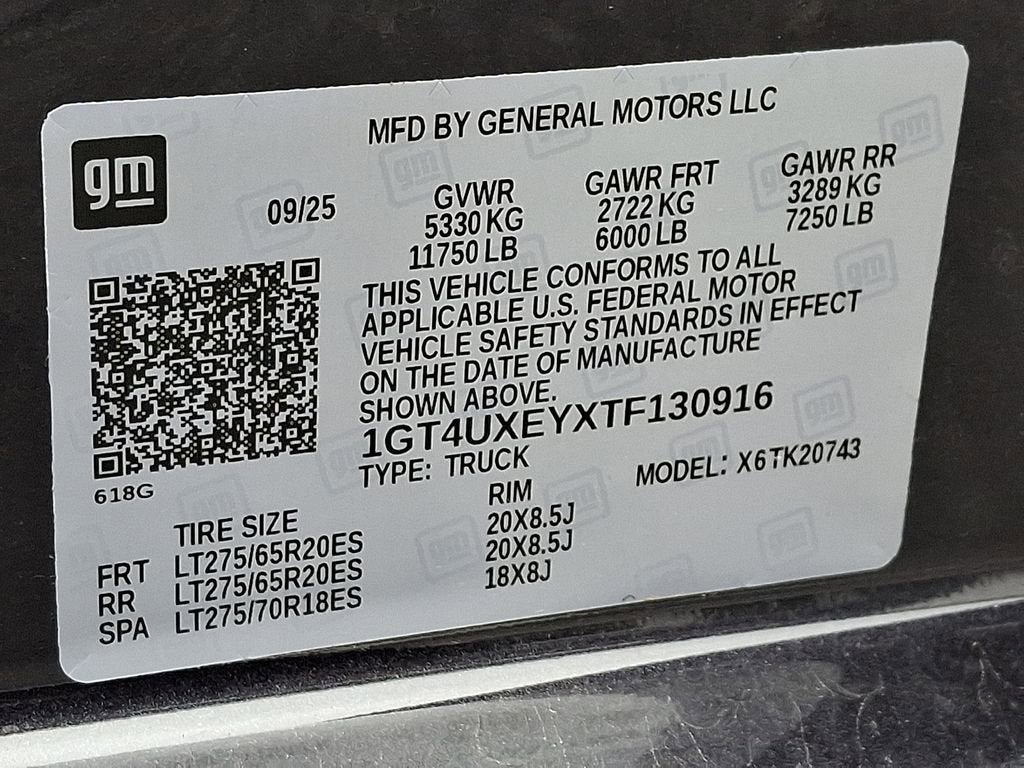 gm
MFD BY GENERAL MOTORS LLC
09/25
GVWR
5330 KG
11750 LB
GAWR FRT
2722 KG
6000 LB
GAWR RR
3289 KG
7250 LB
THIS VEHICLE CONFORMS TO ALL
APPLICABLE U.S. FEDERAL MOTOR
VEHICLE SAFETY STANDARDS IN EFFECT
ON THE DATE OF MANUFACTURE
SHOWN ABOVE.
1GT4UXEYXTF130916
TYPE: TRUCK MODEL: X6TK20743
618G
TIRE SIZE RIM
FRT LT275/65R20ES 20X8.5J
RR LT275/65R20ES 20X8.5J
SPA LT275/70R18ES 18X8J